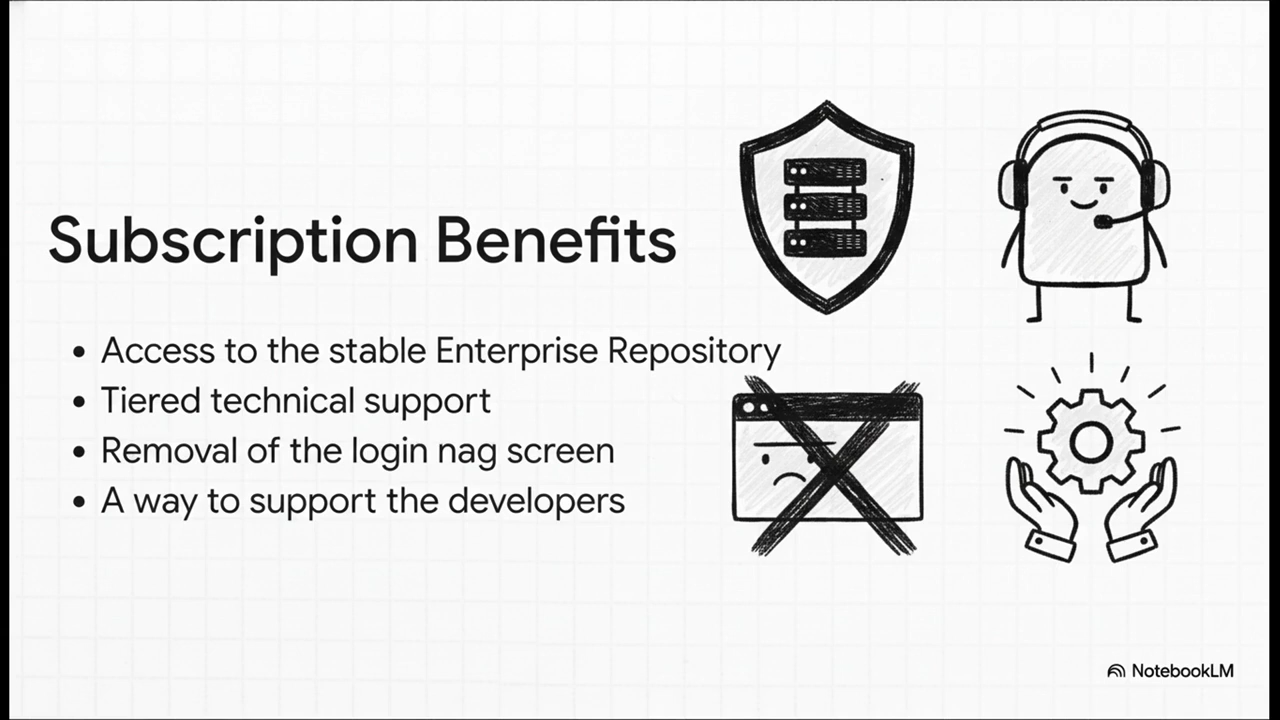 Subscription Benefits
• Access to the stable Enterprise Repository
• Tiered technical support
• Removal of the login nag screen
• A way to support the developers
NotebookLM